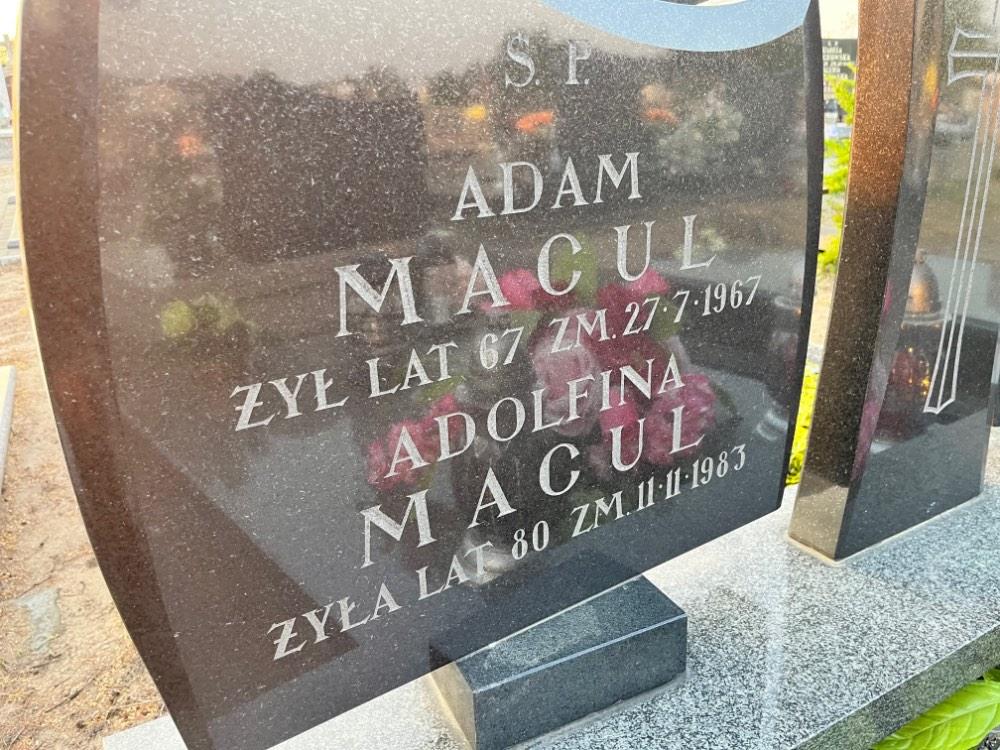 Ś. P.
ADAM
MACUL
ŻYŁ LAT 67 ZM. 27·7·1967
ADOLFINA
MACUL
ŻYŁA LAT 80 ZM. 11·11·1983